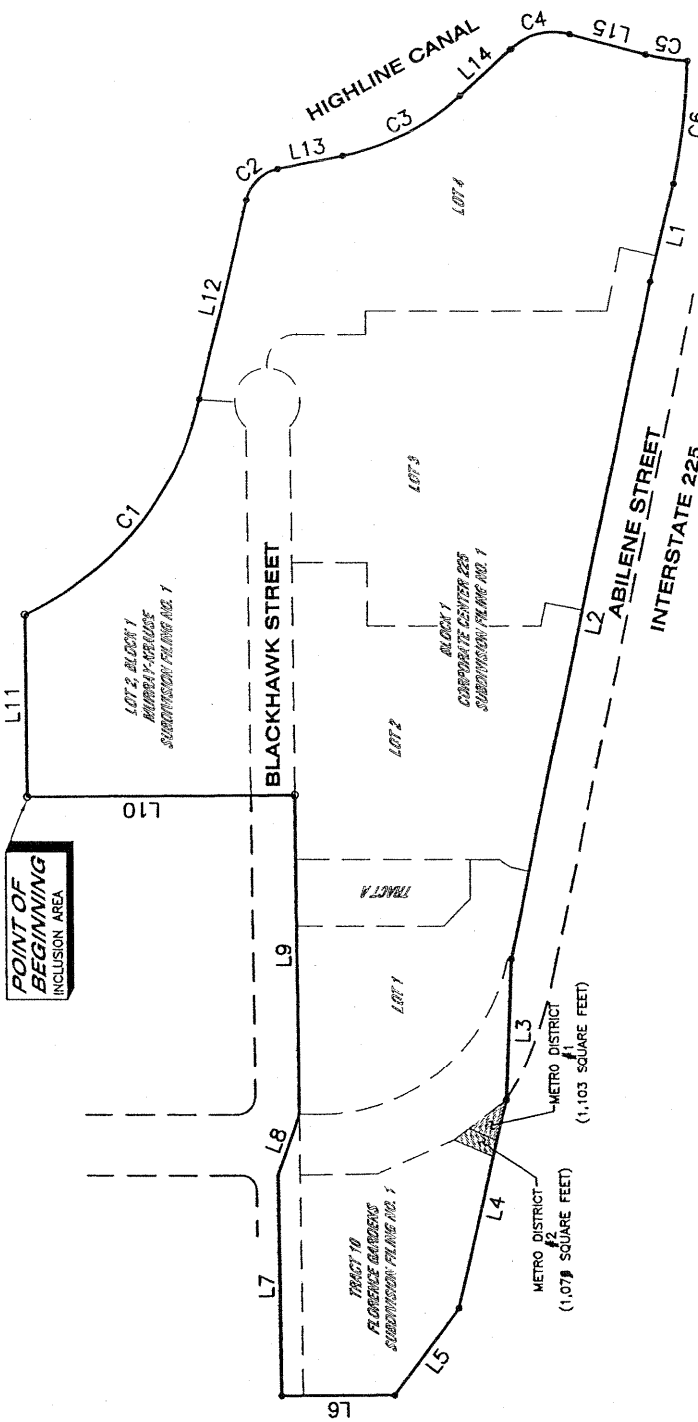 POINT OF
BEGINNING
INCLUSION AREA
L11
C1
L12
C2
L13
HIGHLINE CANAL
C3
L14
C4
L15
C5
C6
L1
L2
L3
L4
L5
L6
L7
L8
L9
L10
LOT 2, BLOCK 1
MURRAY-KRAUSE
SUBDIVISION FILING NO. 1
BLACKHAWK STREET
LOT 4
LOT 3
BLOCK 1
CORPORATE CENTER 225
SUBDIVISION FILING NO. 1
LOT 2
TRACT A
LOT 1
TRACT 10
FLORENCE GARDENS
SUBDIVISION FILING NO. 1
ABILENE STREET
INTERSTATE 225
METRO DISTRICT
#1
(1,103 SQUARE FEET)
METRO DISTRICT
#2
SQUARE FEET)